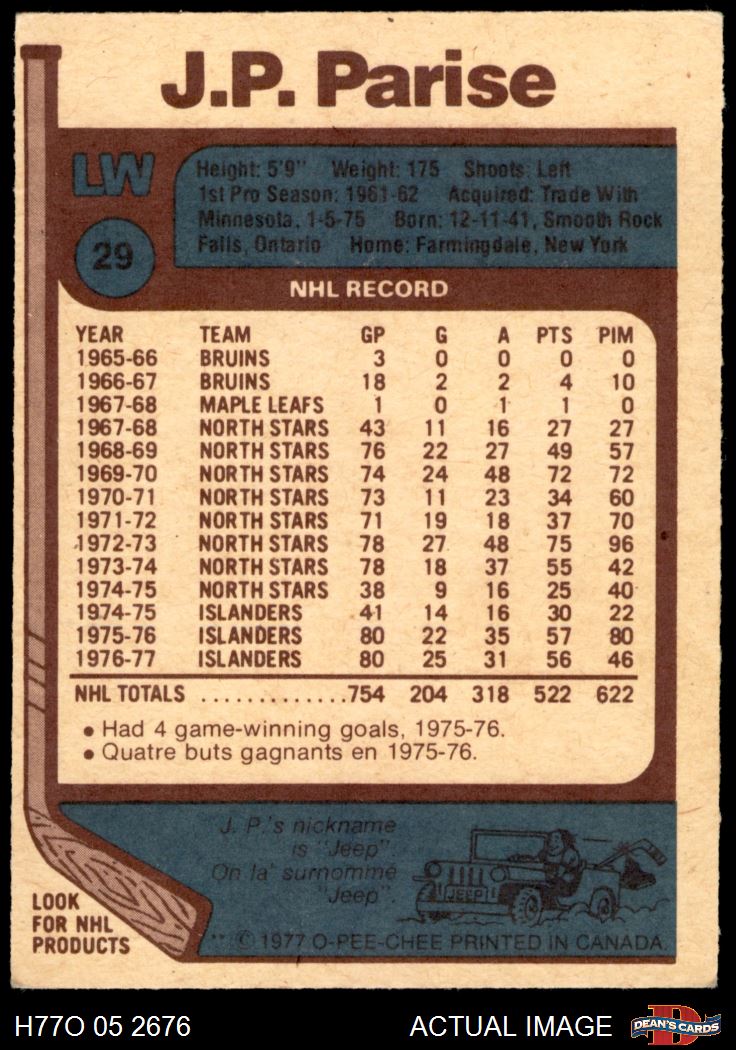 J.P. Parise
LW
Height: 5'9" Weight: 175 Shoots: Left
1st Pro Season: 1961-62 Acquired: Trade With
Minnesota, 1-5-75 Born: 12-11-41, Smooth Rock
Falls, Ontario Home: Farmingdale, New York
29
NHL RECORD
YEAR TEAM GP G A PTS PIM
1965-66 BRUINS 3 0 0 0 0
1966-67 BRUINS 18 2 2 4 10
1967-68 MAPLE LEAFS 1 0 1 1 0
1967-68 NORTH STARS 43 11 16 27 27
1968-69 NORTH STARS 76 22 27 49 57
1969-70 NORTH STARS 74 24 48 72 72
1970-71 NORTH STARS 73 11 23 34 60
1971-72 NORTH STARS 71 19 18 37 70
1972-73 NORTH STARS 78 27 48 75 96
1973-74 NORTH STARS 78 18 37 55 42
1974-75 NORTH STARS 38 9 16 25 40
1974-75 ISLANDERS 41 14 16 30 22
1975-76 ISLANDERS 80 22 35 57 80
1976-77 ISLANDERS 80 25 31 56 46
NHL TOTALS .............754 204 318 522 622
• Had 4 game-winning goals, 1975-76.
• Quatre buts gagnants en 1975-76.
J. P.'s nickname
is "Jeep".
On la' surnomme
"Jeep".
JEEP
LOOK
FOR NHL
PRODUCTS
** © 1977 O-PEE-CHEE PRINTED IN CANADA.
H77O 05 2676 ACTUAL IMAGE DEAN'S CARDS